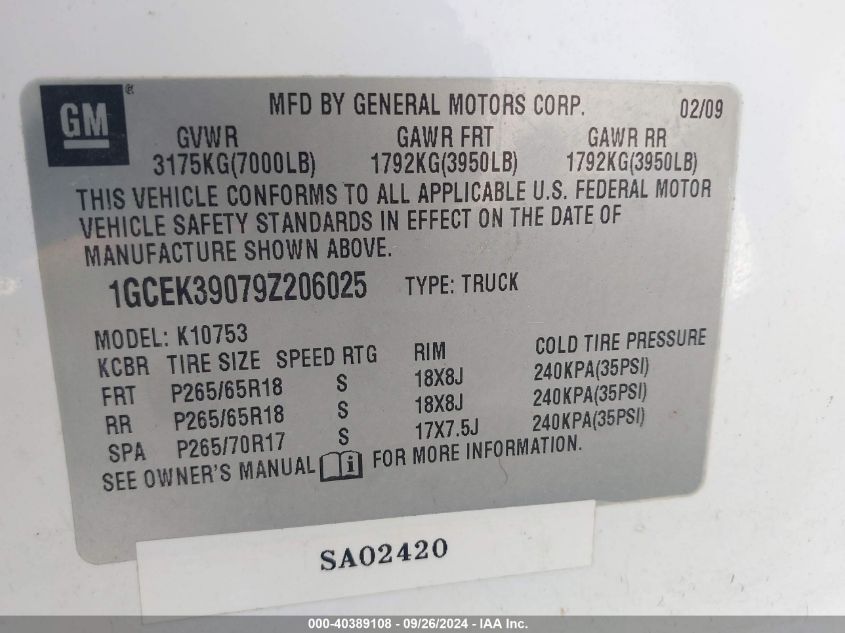 GM ®
MFD BY GENERAL MOTORS CORP. 02/09
GVWR GAWR FRT GAWR RR
3175KG(7000LB) 1792KG(3950LB) 1792KG(3950LB)
THIS VEHICLE CONFORMS TO ALL APPLICABLE U.S. FEDERAL MOTOR
VEHICLE SAFETY STANDARDS IN EFFECT ON THE DATE OF
MANUFACTURE SHOWN ABOVE.
1GCEK39079Z206025 TYPE: TRUCK
MODEL: K10753
KCBR TIRE SIZE SPEED RTG RIM COLD TIRE PRESSURE
FRT P265/65R18 S 18X8J 240KPA(35PSI)
RR P265/65R18 S 18X8J 240KPA(35PSI)
SPA P265/70R17 S 17X7.5J 240KPA(35PSI)
SEE OWNER'S MANUAL i FOR MORE INFORMATION.
SA02420
000-40389108 - 09/26/2024 - IAA Inc.